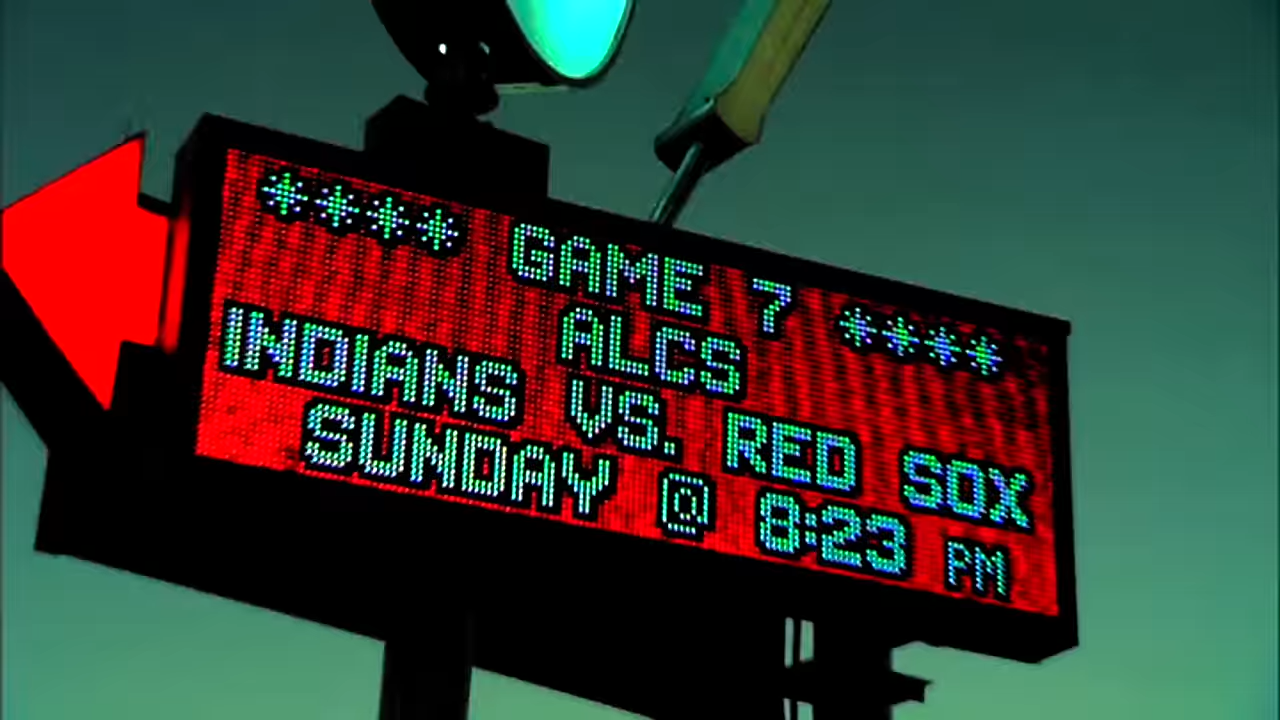 **** GAME 7 ****
ALCS
INDIANS VS. RED SOX
SUNDAY @ 8:23 PM